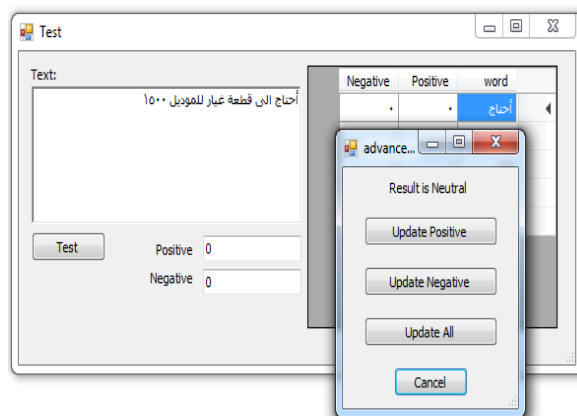 Test
Text:
أحتاج الى قطعة غيار للموديل ١٥٠٠
Test
Positive 0
Negative 0
Negative Positive word
٠ ٠ أحتاج
advance...
Result is Neutral
Update Positive
Update Negative
Update All
Cancel